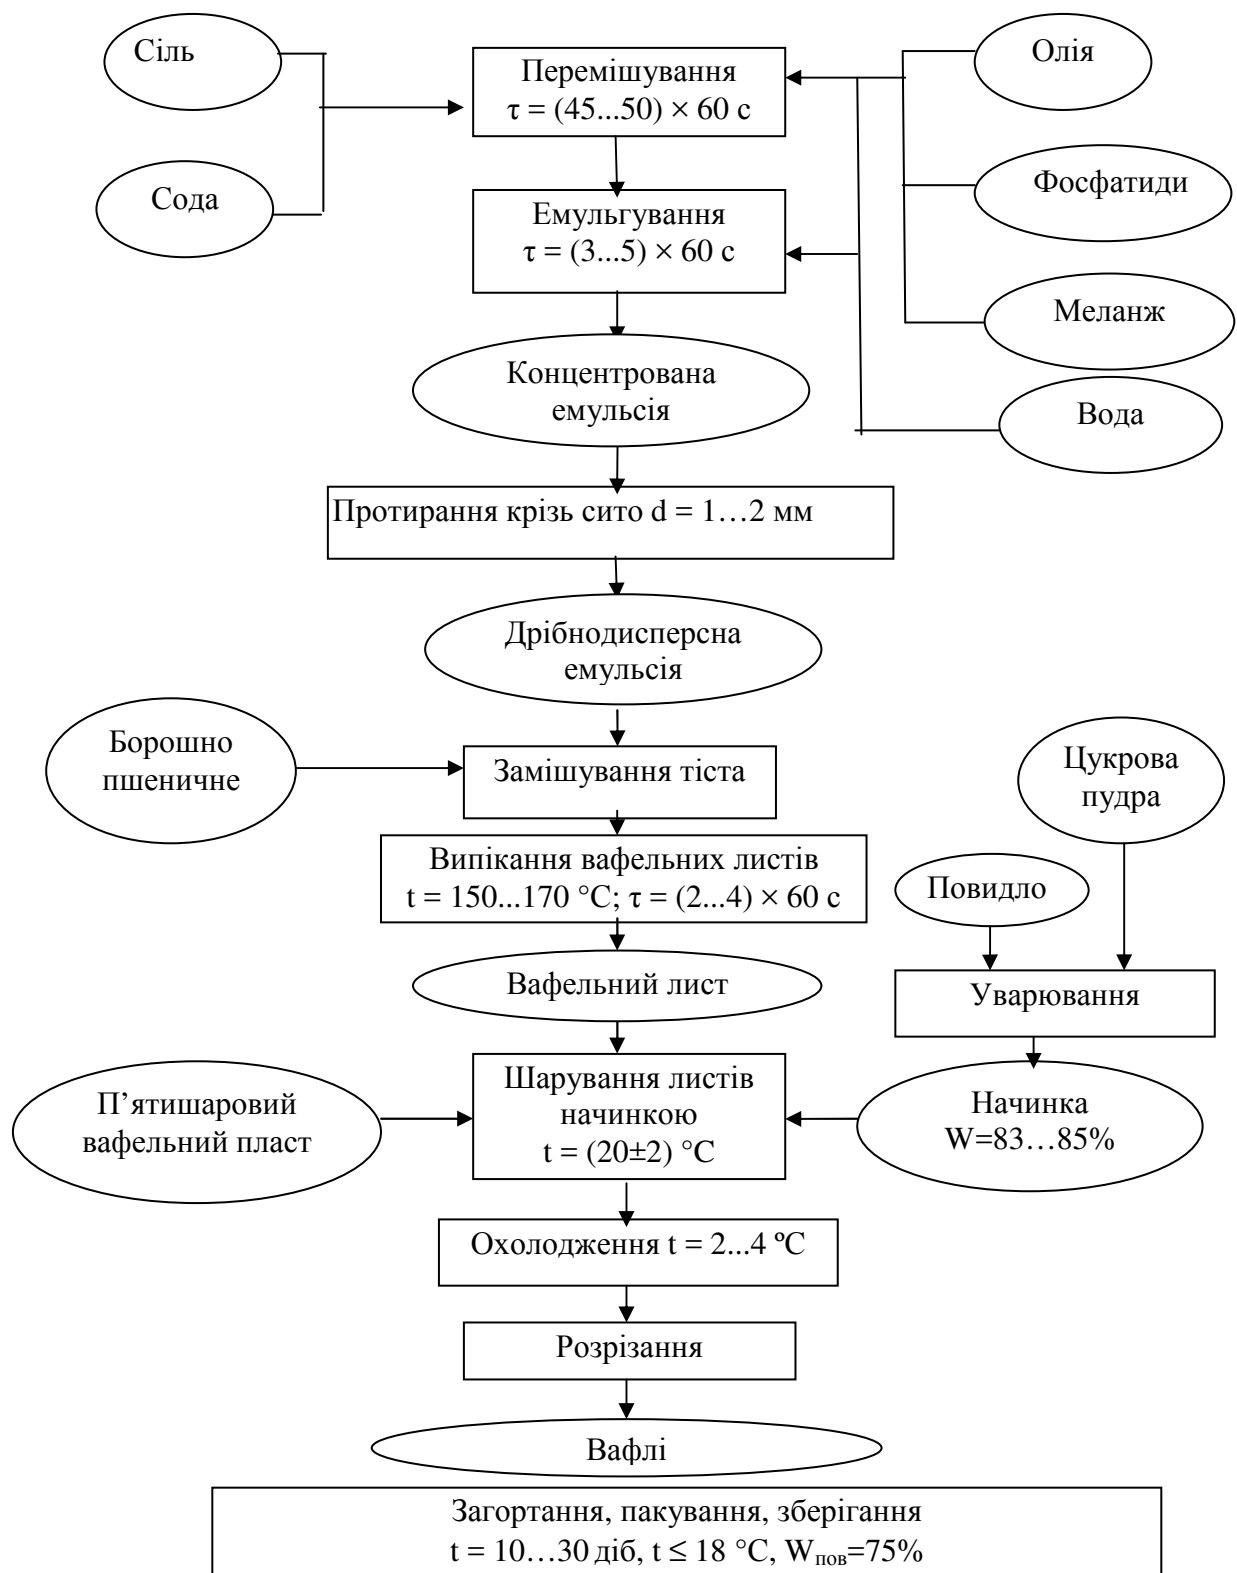 Сіль
Перемішування
τ = (45...50) × 60 с
Олія
Сода
Фосфатиди
Емульгування
τ = (3...5) × 60 с
Меланж
Концентрована
емульсія
Вода
Протирання крізь сито d = 1…2 мм
Дрібнодисперсна
емульсія
Борошно
пшеничне
Замішування тіста
Цукрова
пудра
Випікання вафельних листів
t = 150...170 °C; τ = (2...4) × 60 с
Повидло
Вафельний лист
Уварювання
П’ятишаровий
вафельний пласт
Шарування листів
начинкою
t = (20±2) °C
Начинка
W=83…85%
Охолодження t = 2...4 ºC
Розрізання
Вафлі
Загортання, пакування, зберігання
t = 10…30 діб, t ≤ 18 °C, Wпов=75%